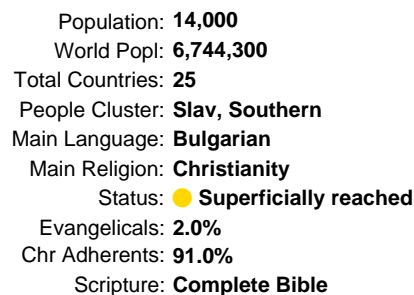 Population: 14,000
World Popl: 6,744,300
Total Countries: 25
People Cluster: Slav, Southern
Main Language: Bulgarian
Main Religion: Christianity
Status: Superficially reached
Evangelicals: 2.0%
Chr Adherents: 91.0%
Scripture: Complete Bible